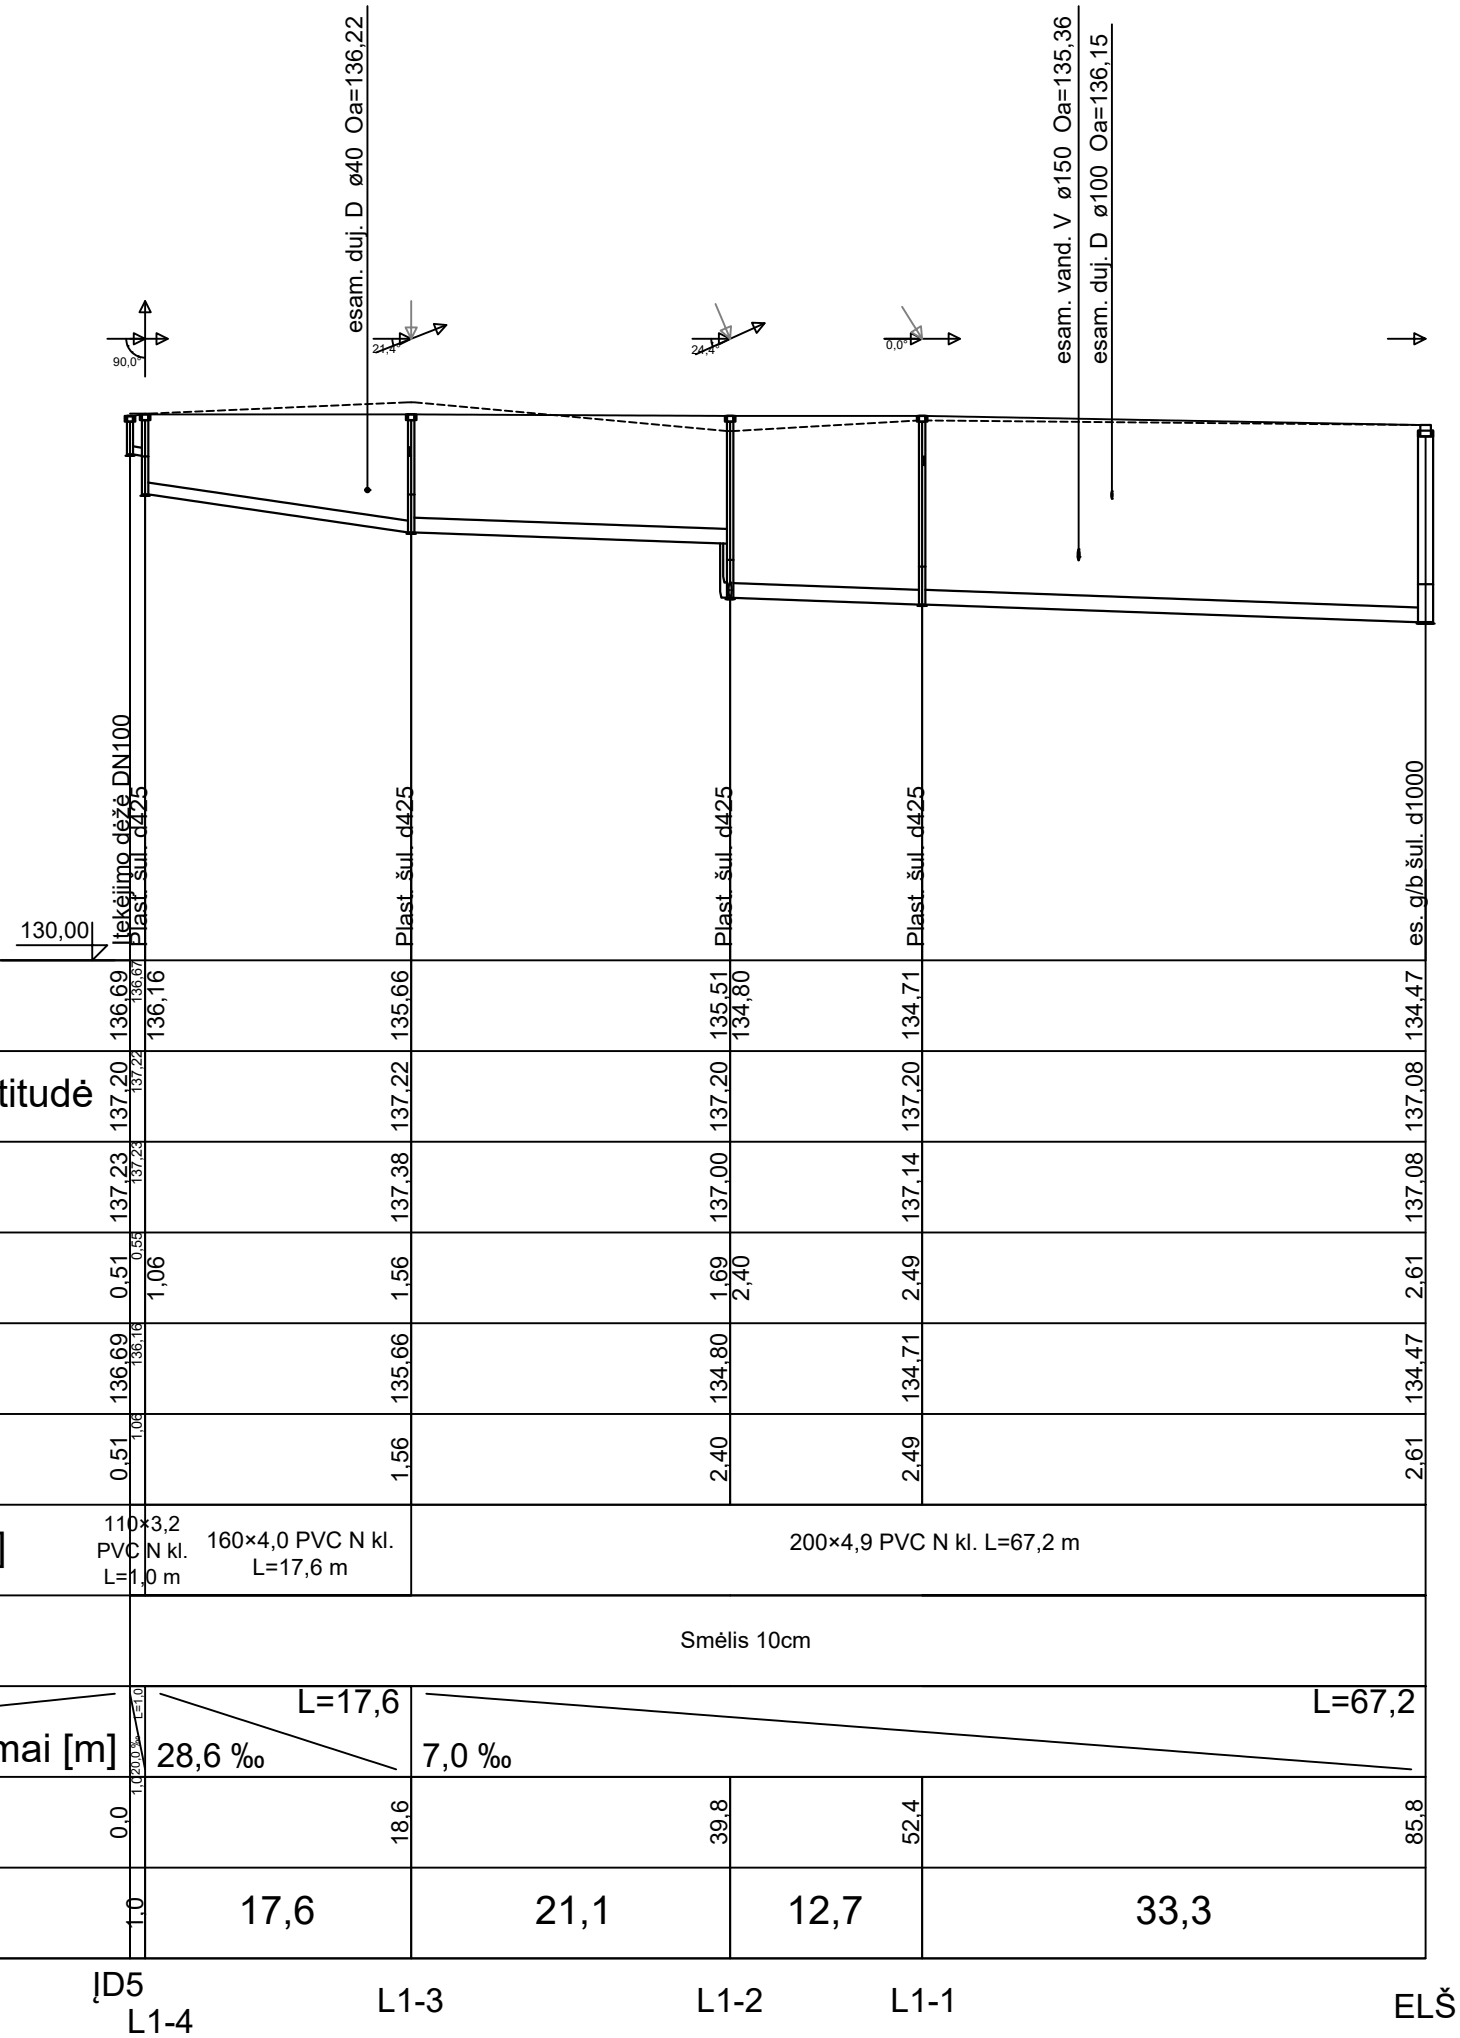 esam. duj. D ø40 Oa=136,22
esam. vand. V ø150 Oa=135,36
esam. duj. D ø100 Oa=136,15
90,0°
21,4°
24,4°
0,0°
Įtekėjimo dėžė DN100
Plast. šul. d425
Plast. šul. d425
Plast. šul. d425
Plast. šul. d425
es. g/b šul. d1000
130,00
136,69 136,67 136,16 135,66 135,51 134,80 134,71 134,47
titudė 137,20 137,22 137,22 137,20 137,20 137,08
137,23 137,23 137,38 137,00 137,14 137,08
0,51 0,55 1,06 1,56 1,69 2,40 2,49 2,61
136,69 136,16 135,66 134,80 134,71 134,47
0,51 1,06 1,56 2,40 2,49 2,61
]
110×3,2
PVC N kl.
L=1,0 m
160×4,0 PVC N kl.
L=17,6 m
200×4,9 PVC N kl. L=67,2 m
Smėlis 10cm
L=1,0 L=17,6 L=67,2
mai [m] 20,0 ‰ 28,6 ‰ 7,0 ‰
0,0 1,0 18,6 39,8 52,4 85,8
1,0 17,6 21,1 12,7 33,3
ĮD5
L1-4
L1-3
L1-2
L1-1
ELŠ